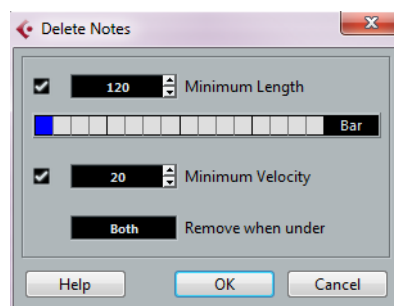 Delete Notes
120 Minimum Length
Bar
20 Minimum Velocity
Both Remove when under
Help OK Cancel